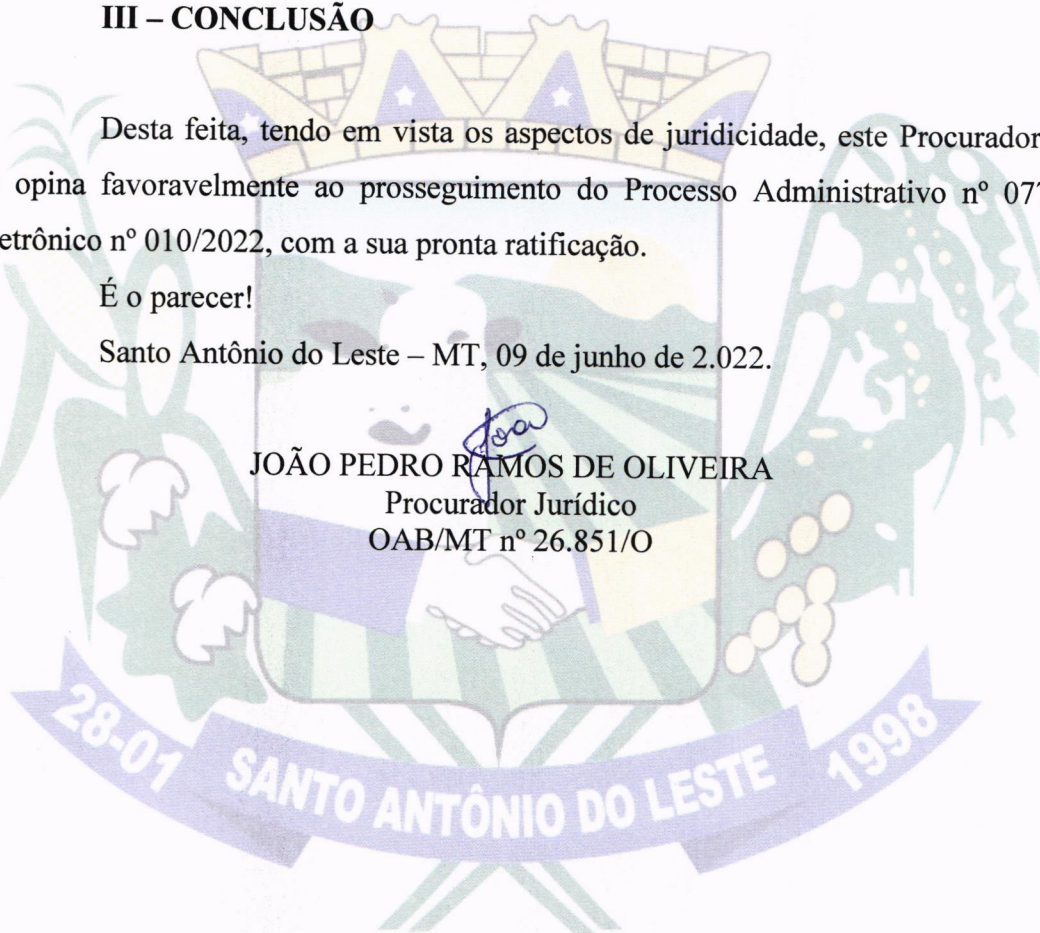 III – CONCLUSÃO
Desta feita, tendo em vista os aspectos de juridicidade, este Procurador
opina favoravelmente ao prosseguimento do Processo Administrativo nº 07
etrônico nº 010/2022, com a sua pronta ratificação.
É o parecer!
Santo Antônio do Leste – MT, 09 de junho de 2.022.
JOÃO PEDRO RAMOS DE OLIVEIRA
Procurador Jurídico
OAB/MT nº 26.851/O
28-01 SANTO ANTÔNIO DO LESTE 1998